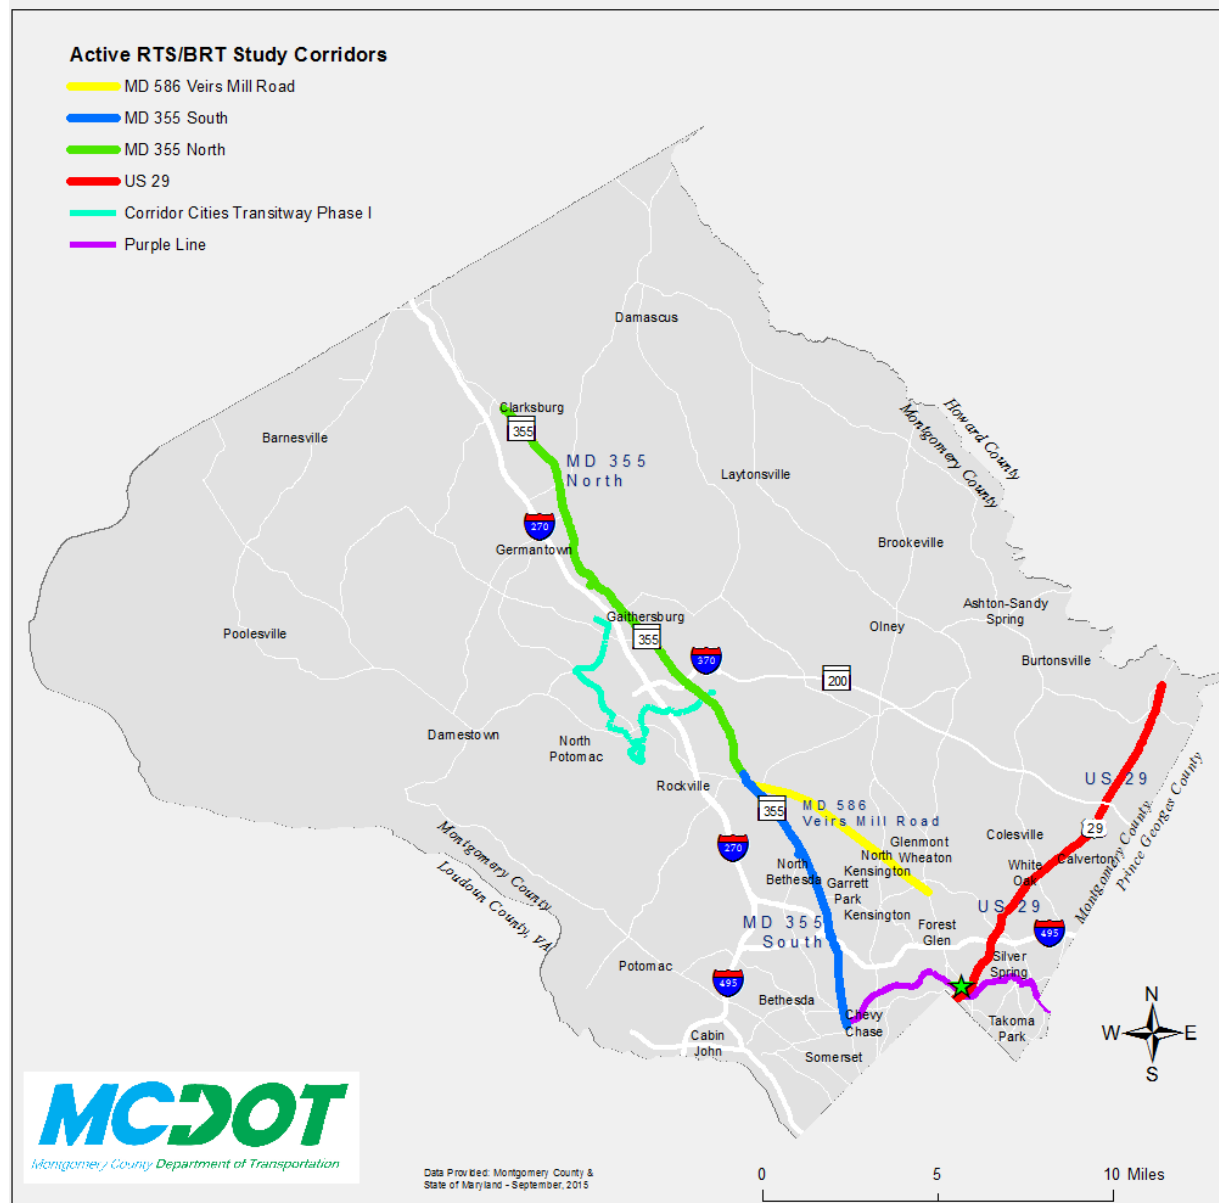 Active RTS/BRT Study Corridors
MD 586 Veirs Mill Road
MD 355 South
MD 355 North
US 29
Corridor Cities Transitway Phase I
Purple Line
Damascus
Clarksburg
355
Barnesville
MD 355
North
Howard County
Montgomery County
Laytonsville
270
Germantown
Brookeville
Ashton-Sandy
Spring
Gaithersburg
355
Poolesville
Olney
370
Burtonsville
200
Darnestown
North
Potomac
Rockville
US 29
355
MD 586
Veirs Mill Road
29
Colesville
Glenmont
Wheaton
270
North
Bethesda
North
Kensington
White
Oak
Calverton
Garrett
Park
Kensington
Montgomery County
Prince Georges County
Montgomery County
Loudoun County, VA
MD 355
South
US 29
Forest
Glen
495
Silver
Spring
Potomac
495
Bethesda
Chevy
Chase
Takoma
Park
Cabin
John
Somerset
N
W
E
S
MCDOT
Montgomery County Department of Transportation
Data Provided: Montgomery County &
State of Maryland - September, 2015
0 5 10 Miles